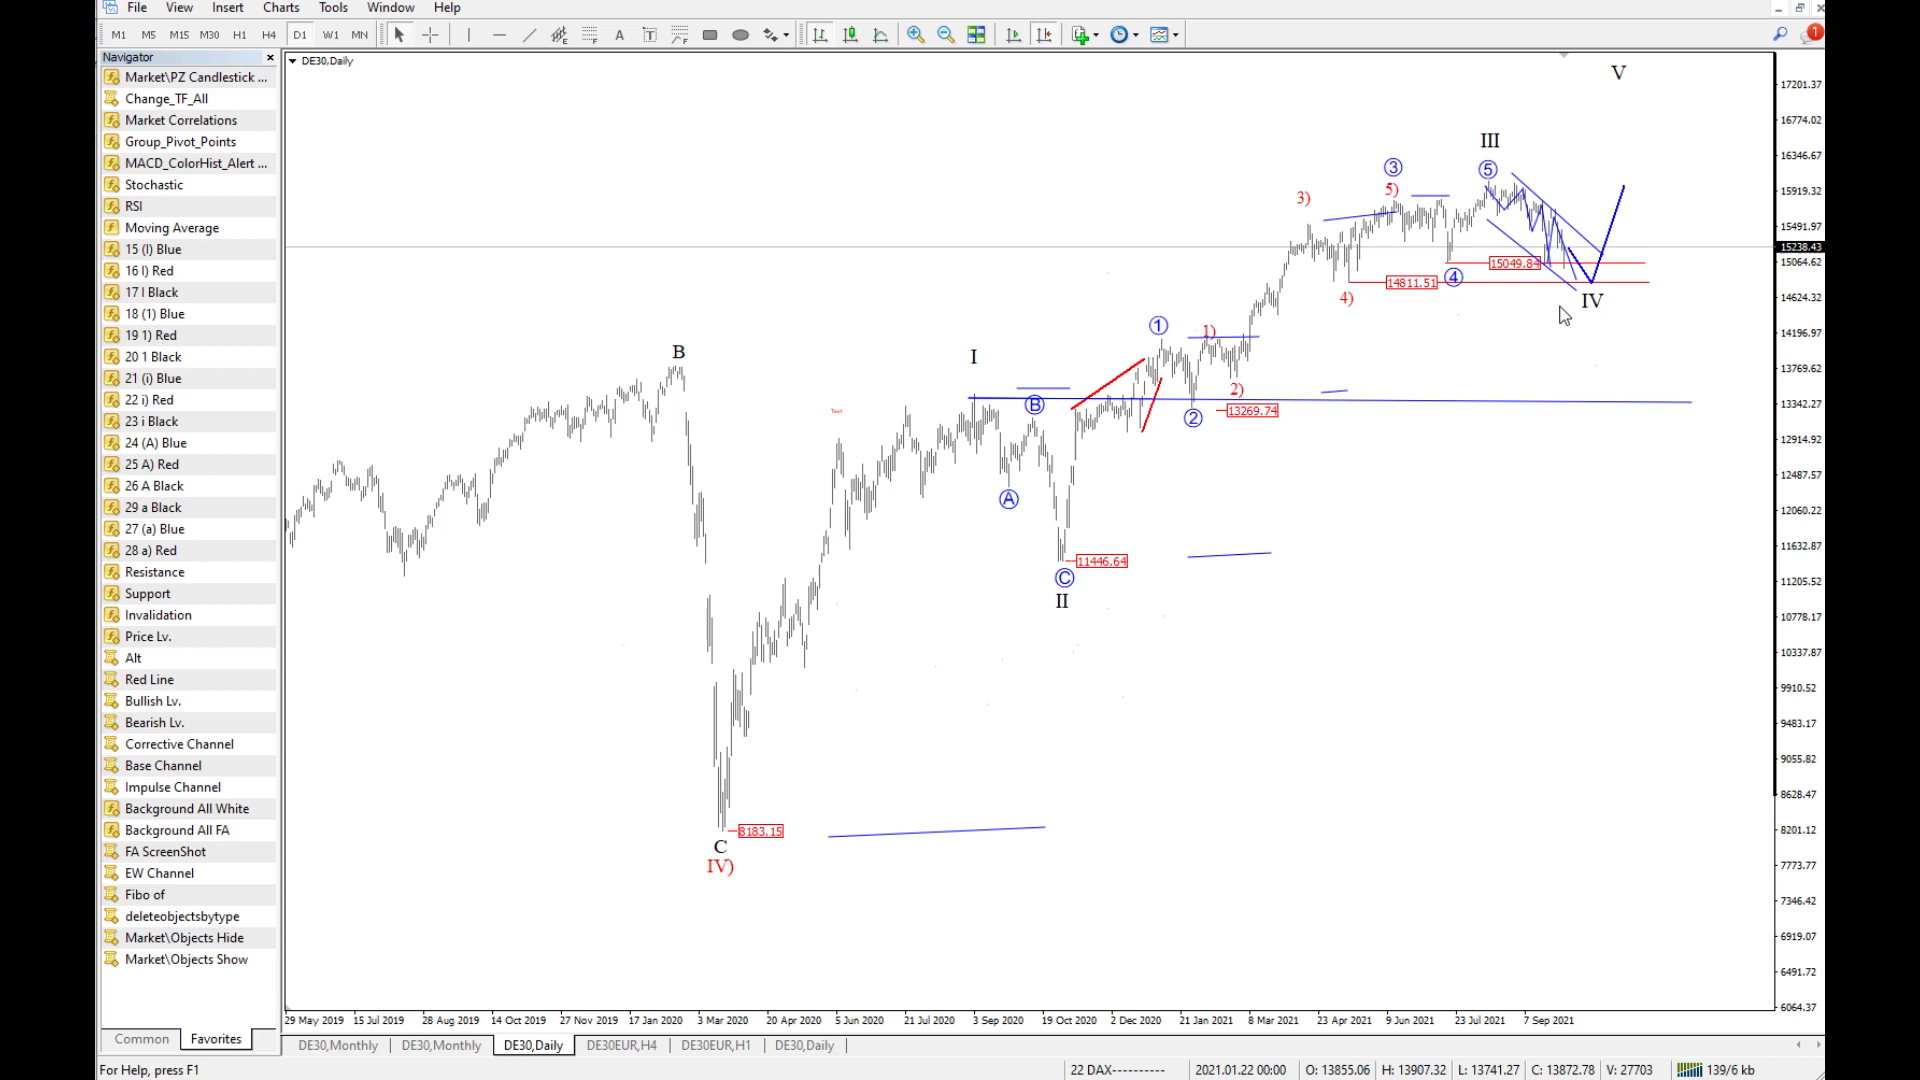 File View Insert Charts Tools Window Help
M1 M5 M15 M30 H1 H4 D1 W1 MN A T 1
Navigator
Market\PZ Candlestick ...
Change_TF_All
Market Correlations
Group_Pivot_Points
MACD_ColorHist_Alert ...
Stochastic
RSI
Moving Average
15 (I) Blue
16 I) Red
17 I Black
18 (1) Blue
19 1) Red
20 1 Black
21 (i) Blue
22 i) Red
23 i Black
24 (A) Blue
25 A) Red
26 A Black
29 a Black
27 (a) Blue
28 a) Red
Resistance
Support
Invalidation
Price Lv.
Alt
Red Line
Bullish Lv.
Bearish Lv.
Corrective Channel
Base Channel
Impulse Channel
Background All White
Background All FA
FA ScreenShot
EW Channel
Fibo of
deleteobjectsbytype
Market\Objects Hide
Market\Objects Show
Common Favorites
DE30,Daily
V
III
3 5
5)
3)
4
4)
IV
15049.84
14811.51
1
1)
2)
2
13269.74
B
I
B
Text
A
11446.64
C
II
8183.15
C
IV)
17201.37
16774.02
16346.67
15919.32
15491.97
15238.43
15064.62
14624.32
14196.97
13769.62
13342.27
12914.92
12487.57
12060.22
11632.87
11205.52
10778.17
10337.87
9910.52
9483.17
9055.82
8628.47
8201.12
7773.77
7346.42
6919.07
6491.72
6064.37
29 May 2019 15 Jul 2019 28 Aug 2019 14 Oct 2019 27 Nov 2019 17 Jan 2020 3 Mar 2020 20 Apr 2020 5 Jun 2020 21 Jul 2020 3 Sep 2020 19 Oct 2020 2 Dec 2020 21 Jan 2021 8 Mar 2021 23 Apr 2021 9 Jun 2021 23 Jul 2021 7 Sep 2021
DE30,Monthly DE30,Monthly DE30,Daily DE30EUR,H4 DE30EUR,H1 DE30,Daily
For Help, press F1 22 DAX---------- 2021.01.22 00:00 O: 13855.06 H: 13907.32 L: 13741.27 C: 13872.78 V: 27703 139/6 kb